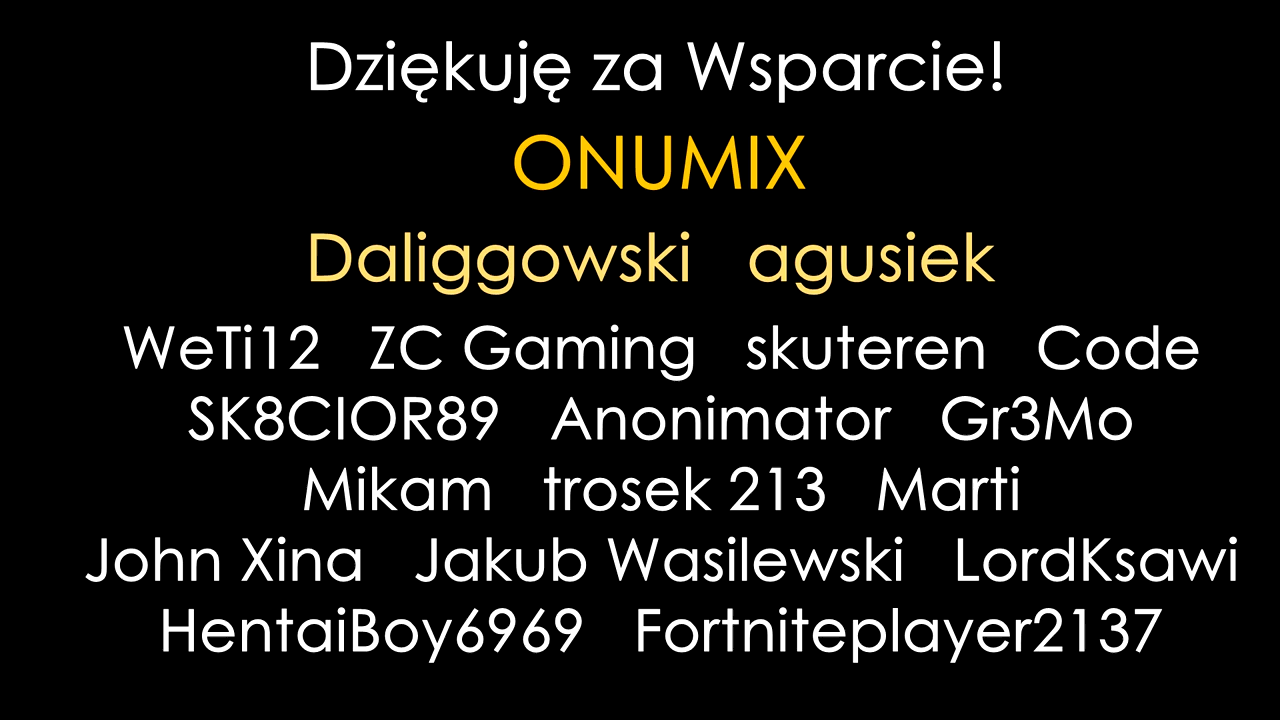 Dziękuję za Wsparcie!
ONUMIX
Daliggowski agusiek
WeTi12 ZC Gaming skuteren Code
SK8CIOR89 Anonimator Gr3Mo
Mikam trosek 213 Marti
John Xina Jakub Wasilewski LordKsawi
HentaiBoy6969 Fortniteplayer2137